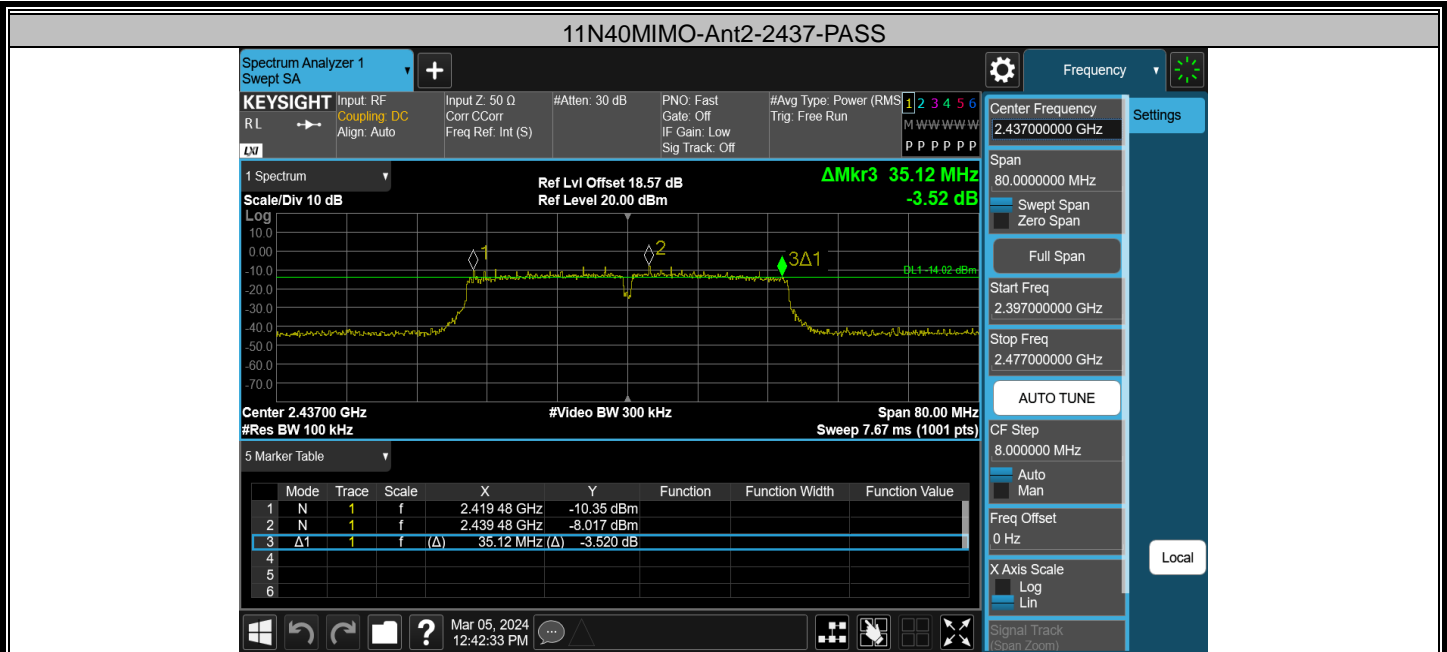 11N40MIMO-Ant2-2437-PASS
Spectrum Analyzer 1
Swept SA
Frequency
KEYSIGHT
RL
LXI
Input: RF
Coupling: DC
Align: Auto
Input Z: 50 Ω
Corr CCorr
Freq Ref: Int (S)
#Atten: 30 dB
PNO: Fast
Gate: Off
IF Gain: Low
Sig Track: Off
#Avg Type: Power (RMS
Trig: Free Run
1 2 3 4 5 6
M W W W W W
P P P P P P
1 Spectrum
Scale/Div 10 dB
Ref Lvl Offset 18.57 dB
Ref Level 20.00 dBm
ΔMkr3 35.12 MHz
-3.52 dB
Log
10.0
0.00
-10.0
-20.0
-30.0
-40.0
-50.0
-60.0
-70.0
1
2
3Δ1
DL1 -14.02 dBm
Center 2.43700 GHz
#Video BW 300 kHz
Span 80.00 MHz
#Res BW 100 kHz
Sweep 7.67 ms (1001 pts)
5 Marker Table
Mode Trace Scale X Y Function Function Width Function Value
1 N 1 f 2.419 48 GHz -10.35 dBm
2 N 1 f 2.439 48 GHz -8.017 dBm
3 Δ1 1 f (Δ) 35.12 MHz (Δ) -3.520 dB
4
5
6
Mar 05, 2024
12:42:33 PM
Center Frequency
2.437000000 GHz
Settings
Span
80.0000000 MHz
Swept Span
Zero Span
Full Span
Start Freq
2.397000000 GHz
Stop Freq
2.477000000 GHz
AUTO TUNE
CF Step
8.000000 MHz
Auto
Man
Freq Offset
0 Hz
X Axis Scale
Log
Lin
Local
Signal Track
(Span Zoom)